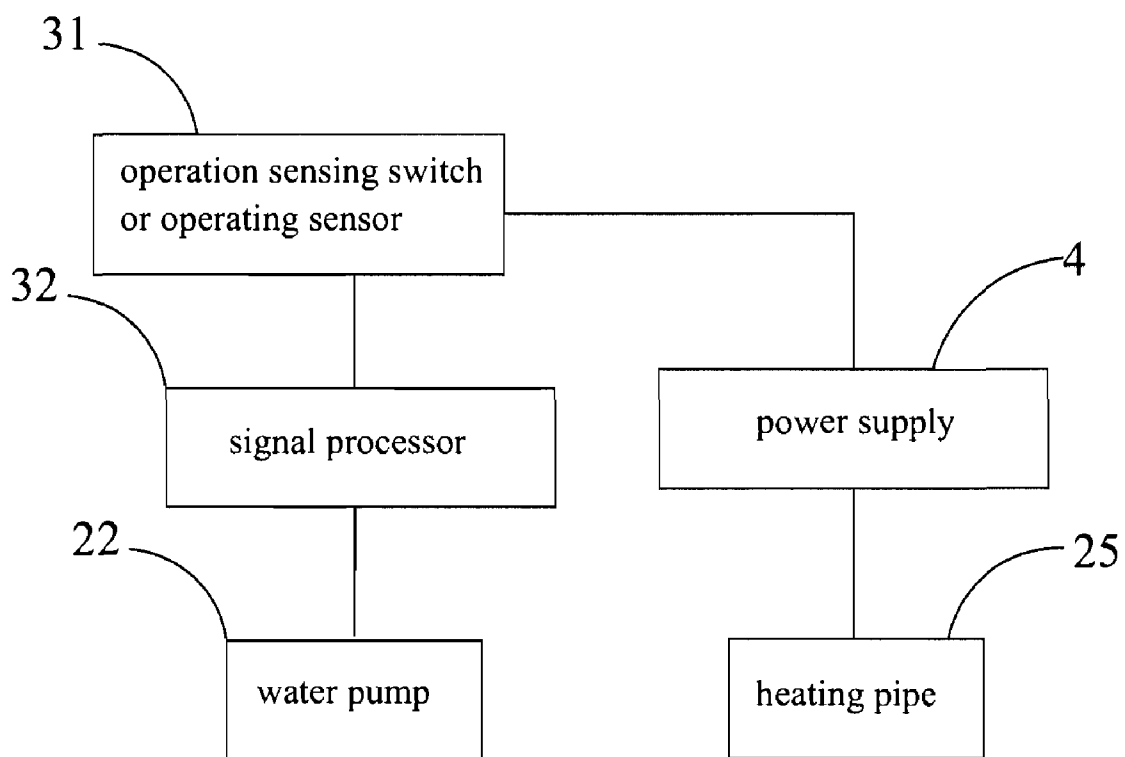 31
operation sensing switch
or operating sensor
4
32
signal processor
power supply
22
25
water pump
heating pipe